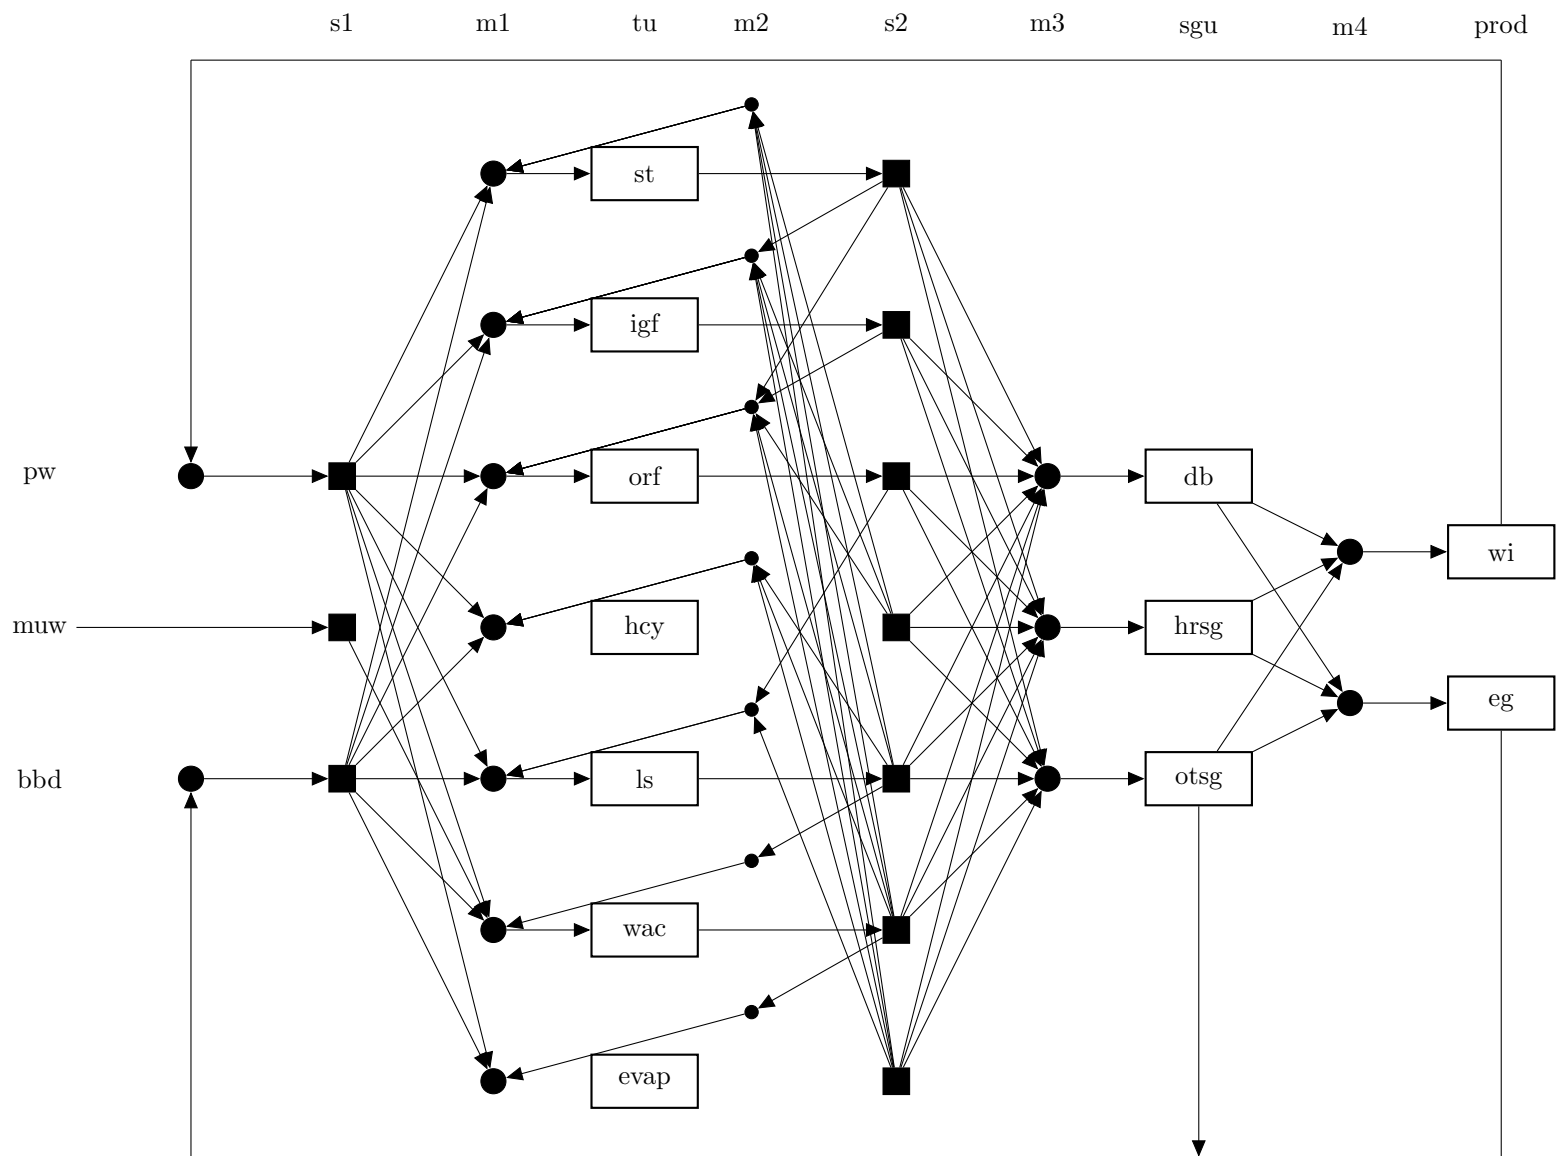 s1 m1 tu m2 s2 m3 sgu m4 prod
st
igf
pw orf db
wi
muw hcy hrsg
eg
bbd ls otsg
wac
evap